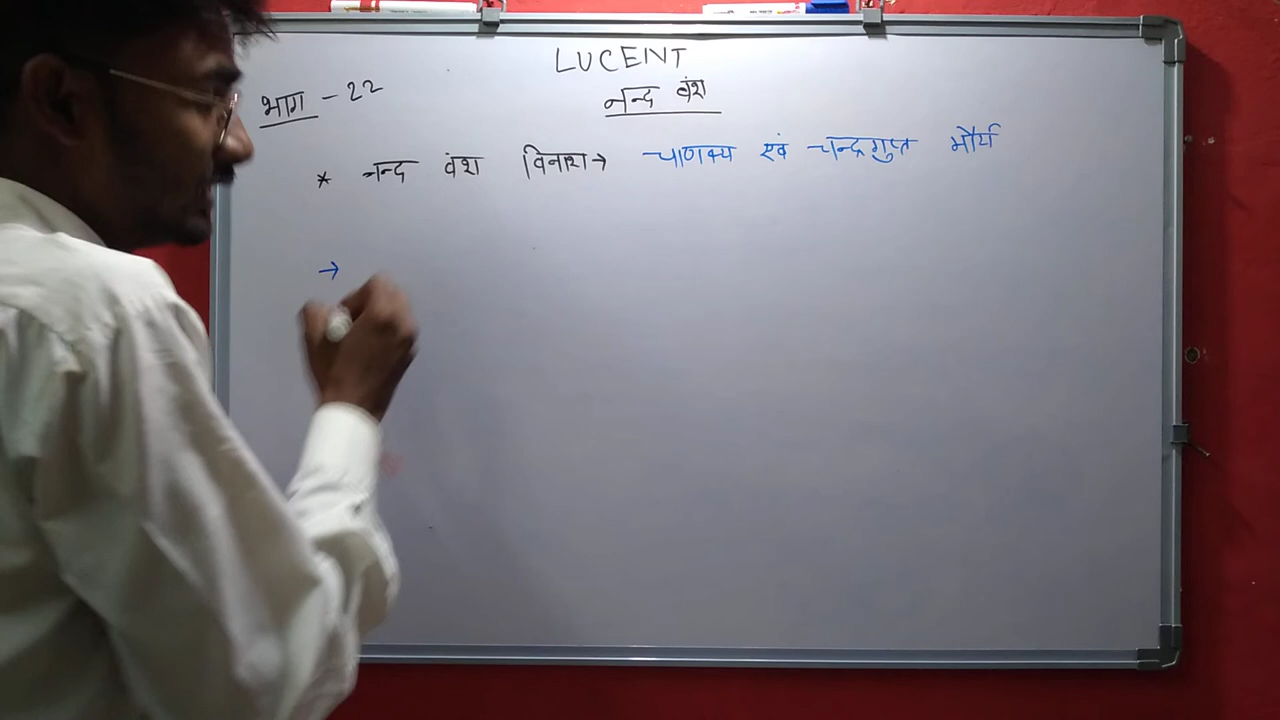 LUCENT
भाग - 22
नन्द वंश
* नन्द वंश विनाश → चाणक्य एवं चन्द्रगुप्त मौर्य
→